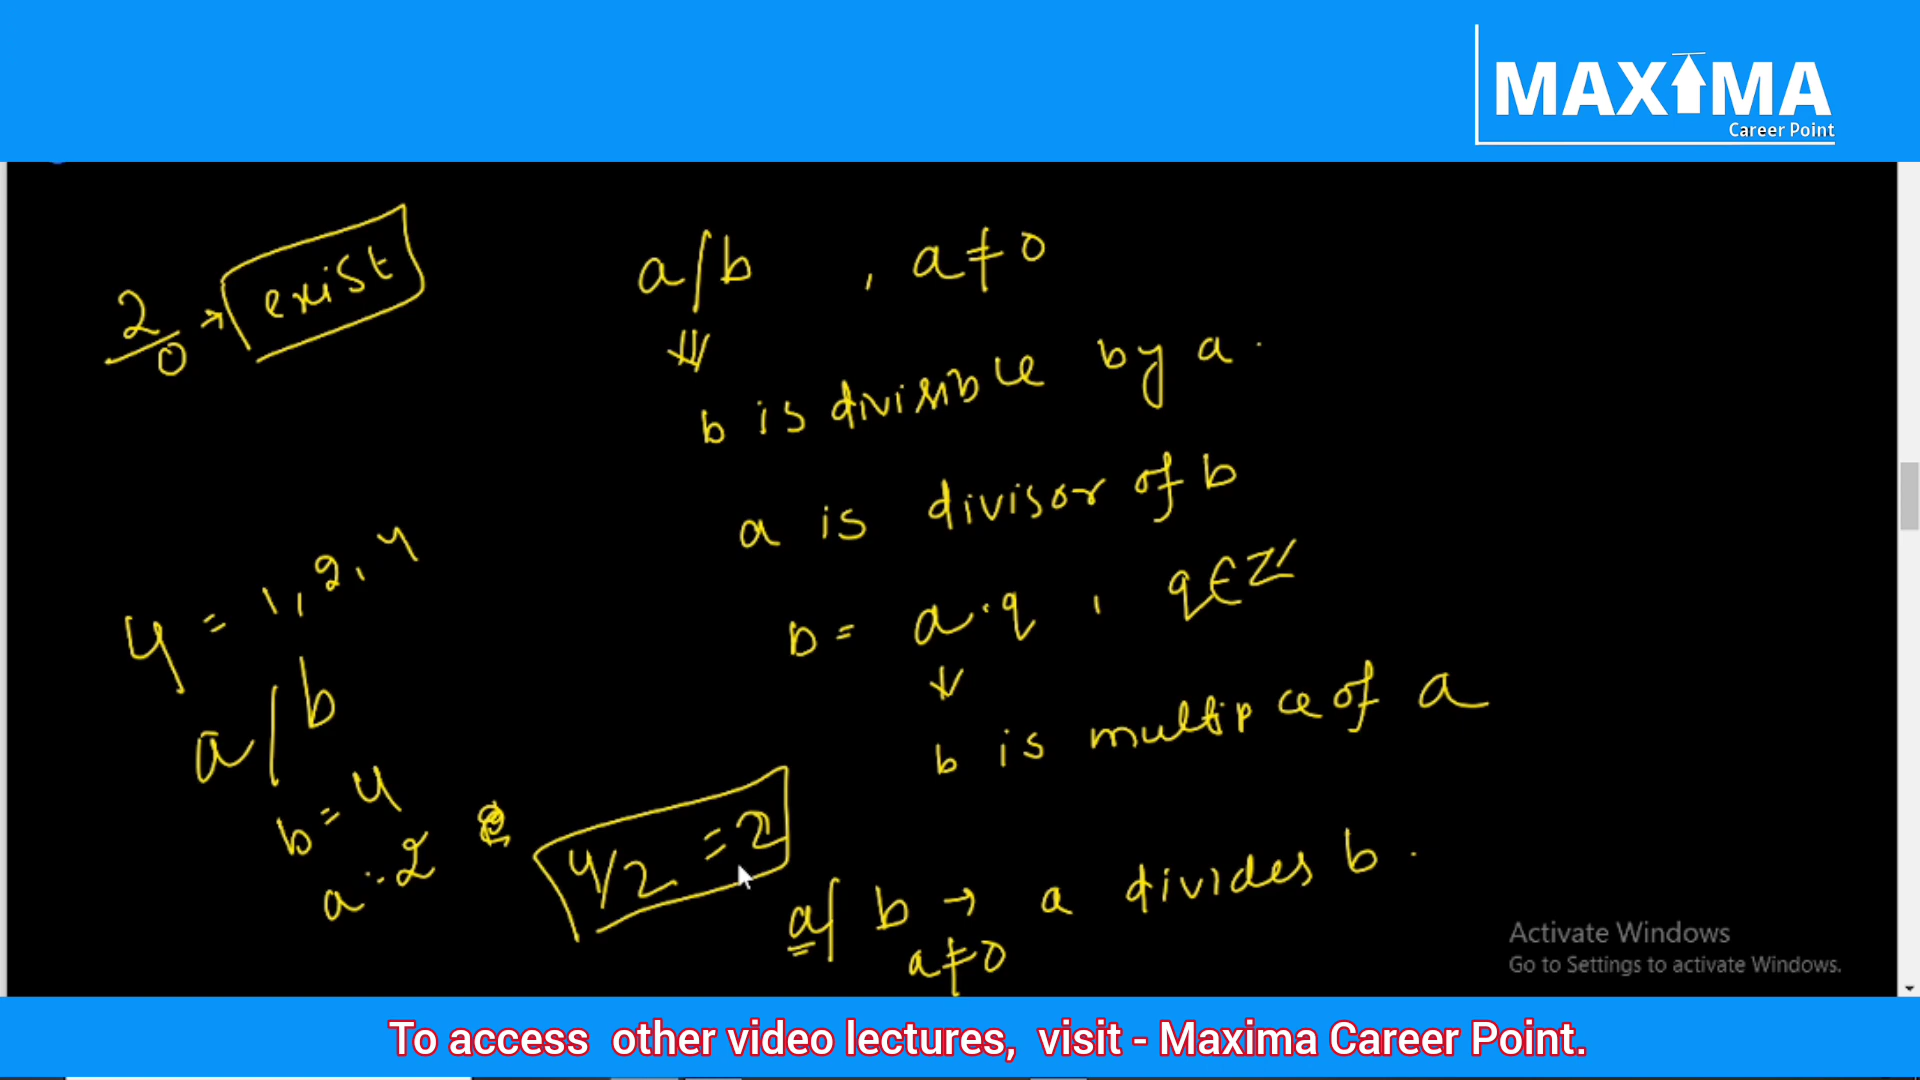 MAXIMA
Career Point
2/0 → exist
a/b , a≠0
b is divisible by a.
a is divisor of b
b = a·q , q∈Z
b is multiple of a
4 = 1, 2, 4
a/b
b = 4
a = 2
4/2 = 2
a/b → a divides b.
a≠0
Activate Windows
Go to Settings to activate Windows.
To access other video lectures, visit - Maxima Career Point.